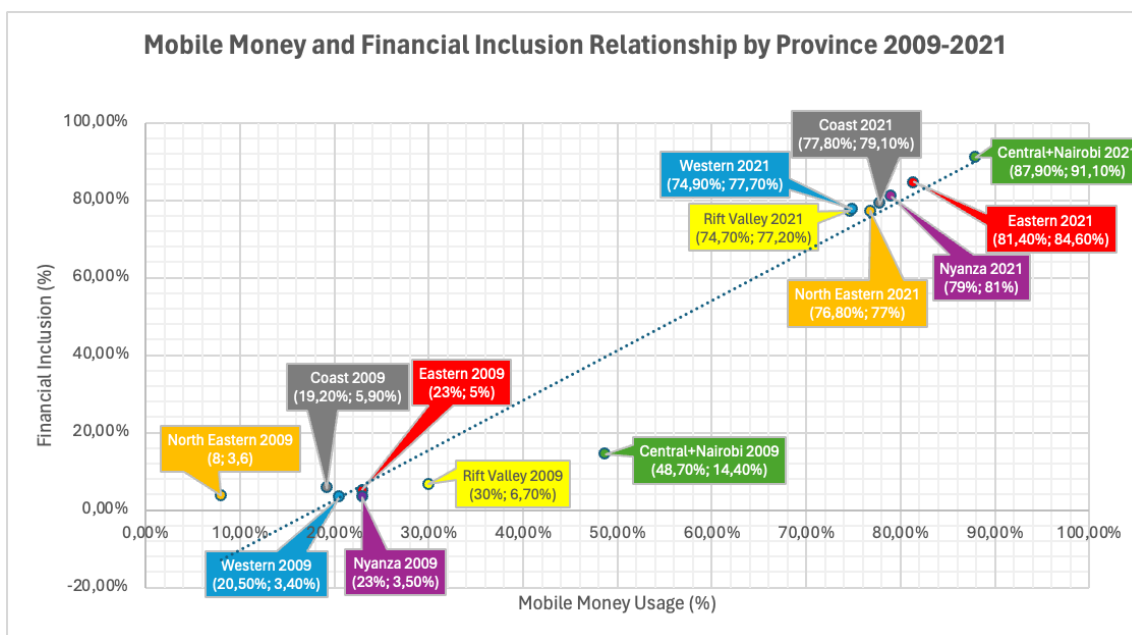 Mobile Money and Financial Inclusion Relationship by Province 2009-2021
Financial Inclusion (%)
100,00%
80,00%
60,00%
40,00%
20,00%
0,00%
-20,00%
Coast 2021
(77,80%; 79,10%)
Western 2021
(74,90%; 77,70%)
Central+Nairobi 2021
(87,90%; 91,10%)
Rift Valley 2021
(74,70%; 77,20%)
Eastern 2021
(81,40%; 84,60%)
Nyanza 2021
(79%; 81%)
North Eastern 2021
(76,80%; 77%)
Coast 2009
(19,20%; 5,90%)
Eastern 2009
(23%; 5%)
North Eastern 2009
(8; 3,6)
Rift Valley 2009
(30%; 6,70%)
Central+Nairobi 2009
(48,70%; 14,40%)
0,00% 10,00% 20,00% 30,00% 40,00% 50,00% 60,00% 70,00% 80,00% 90,00% 100,00%
Western 2009
(20,50%; 3,40%)
Nyanza 2009
(23%; 3,50%)
Mobile Money Usage (%)